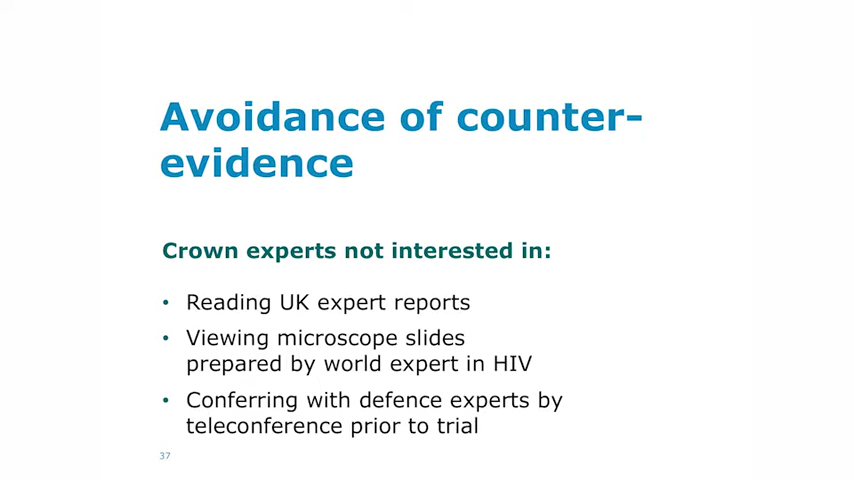 Avoidance of counter-
evidence
Crown experts not interested in:
• Reading UK expert reports
• Viewing microscope slides
prepared by world expert in HIV
• Conferring with defence experts by
teleconference prior to trial
37